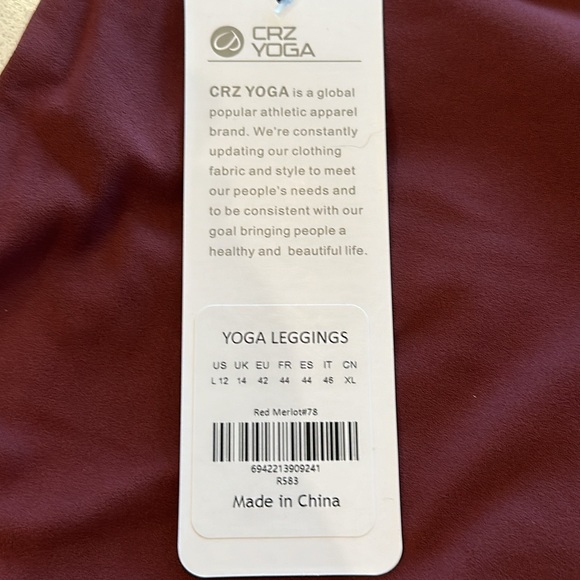 CRZ
YOGA
CRZ YOGA is a global
popular athletic apparel
brand. We're constantly
updating our clothing
fabric and style to meet
our people's needs and
to be consistent with our
goal bringing people a
healthy and beautiful life.
YOGA LEGGINGS
US UK EU FR ES IT CN
L 12 14 42 44 44 46 XL
Red Merlot#78
6942213909241
R583
Made in China